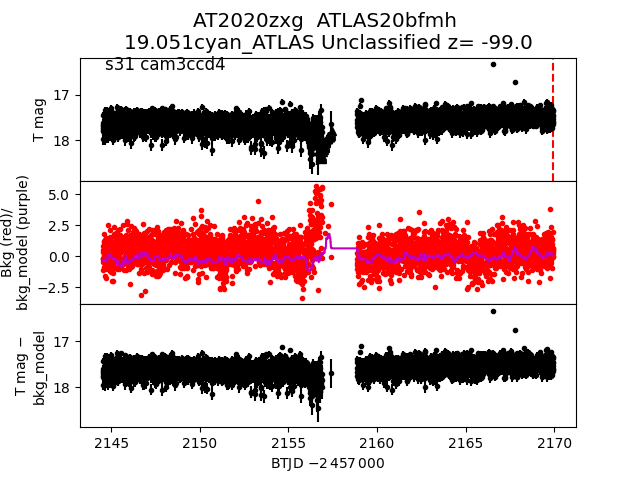 AT2020zxg  ATLAS20bfmh
19.051cyan_ATLAS Unclassified z= -99.0
s31 cam3ccd4
T mag
17
18
Bkg (red)/
bkg_model (purple)
5.0
2.5
0.0
−2.5
T mag −
bkg_model
17
18
2145
2150
2155
2160
2165
2170
BTJD −2 457 000